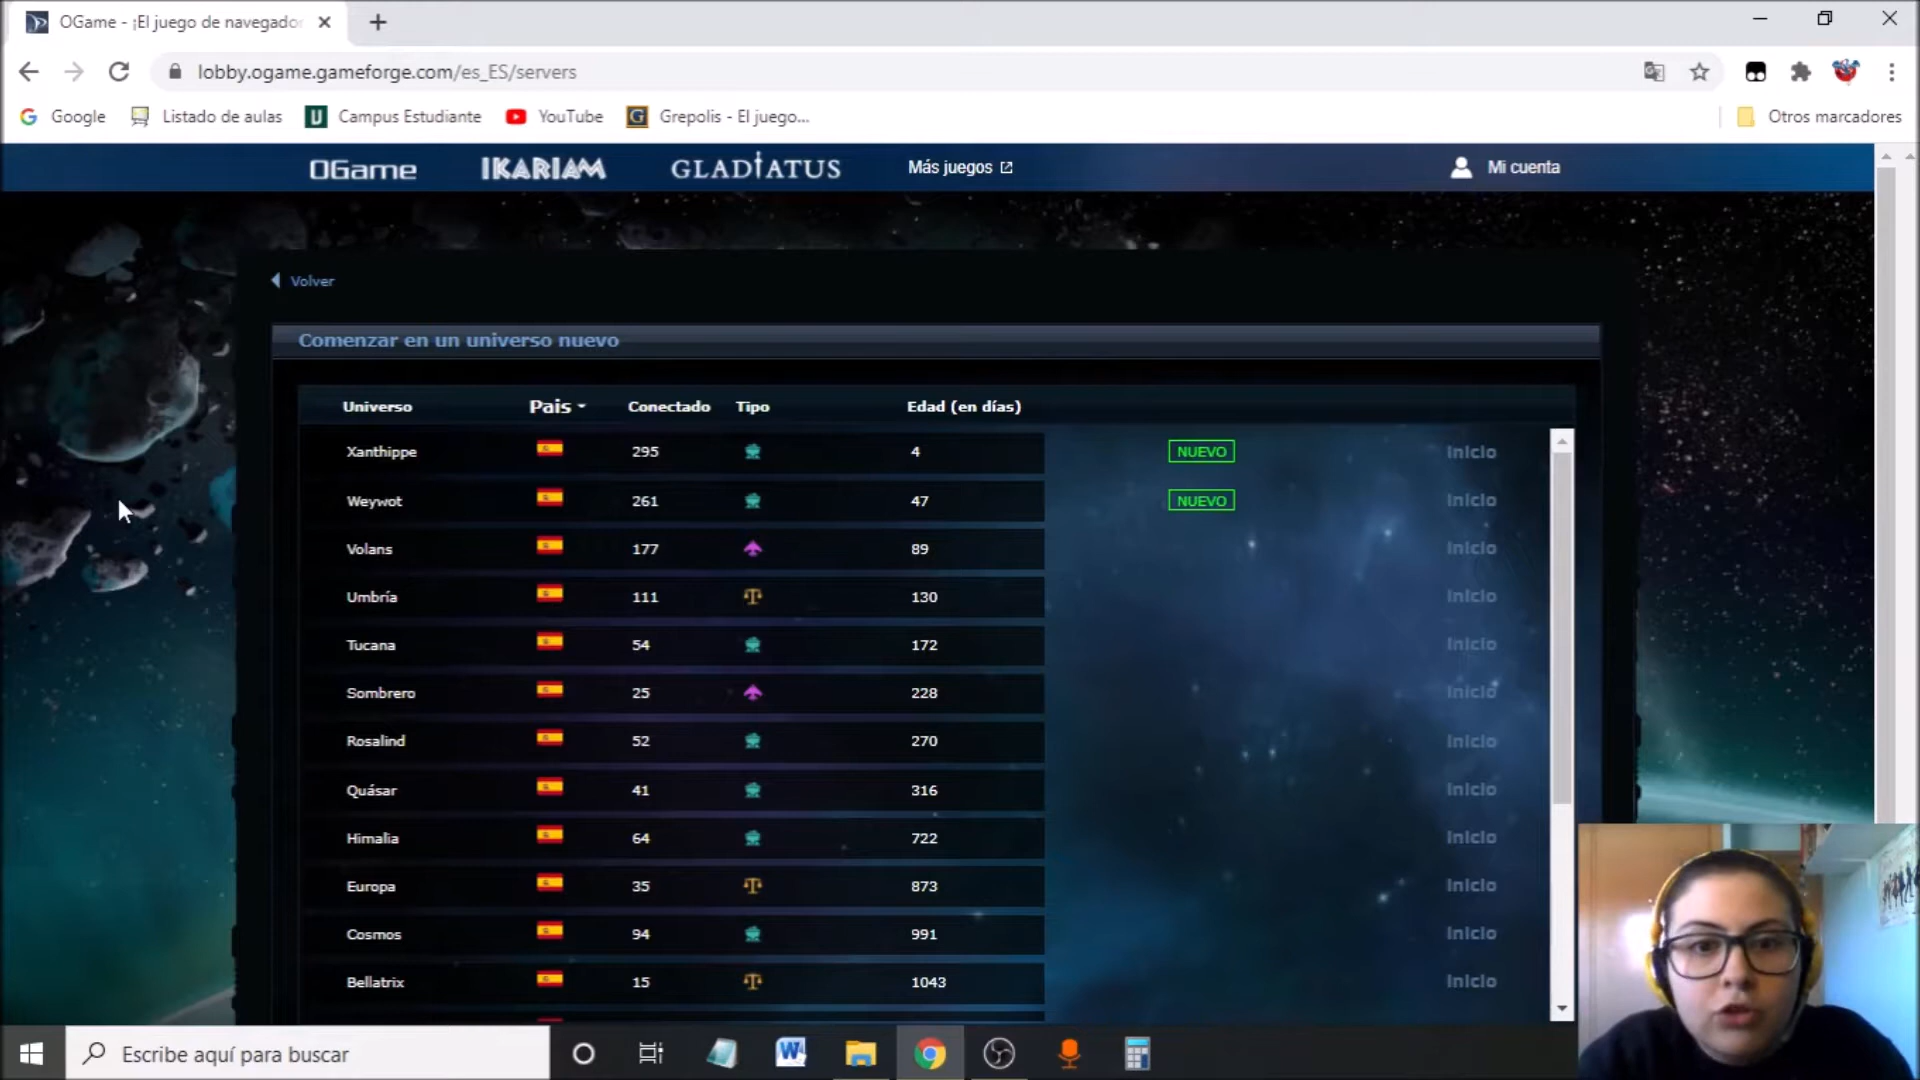 OGame - ¡El juego de navegador
lobby.ogame.gameforge.com/es_ES/servers
Google Listado de aulas Campus Estudiante YouTube Grepolis - El juego... Otros marcadores
OGame IKARIAM GLADIATUS Más juegos Mi cuenta
Volver
Comenzar en un universo nuevo
Universo Pais Conectado Tipo Edad (en días)
Xanthippe 295 4 NUEVO Inicio
Weywot 261 47 NUEVO Inicio
Volans 177 89 Inicio
Umbría 111 130 Inicio
Tucana 54 172 Inicio
Sombrero 25 228 Inicio
Rosalind 52 270 Inicio
Quásar 41 316 Inicio
Himalia 64 722 Inicio
Europa 35 873 Inicio
Cosmos 94 991 Inicio
Bellatrix 15 1043 Inicio
Escribe aquí para buscar